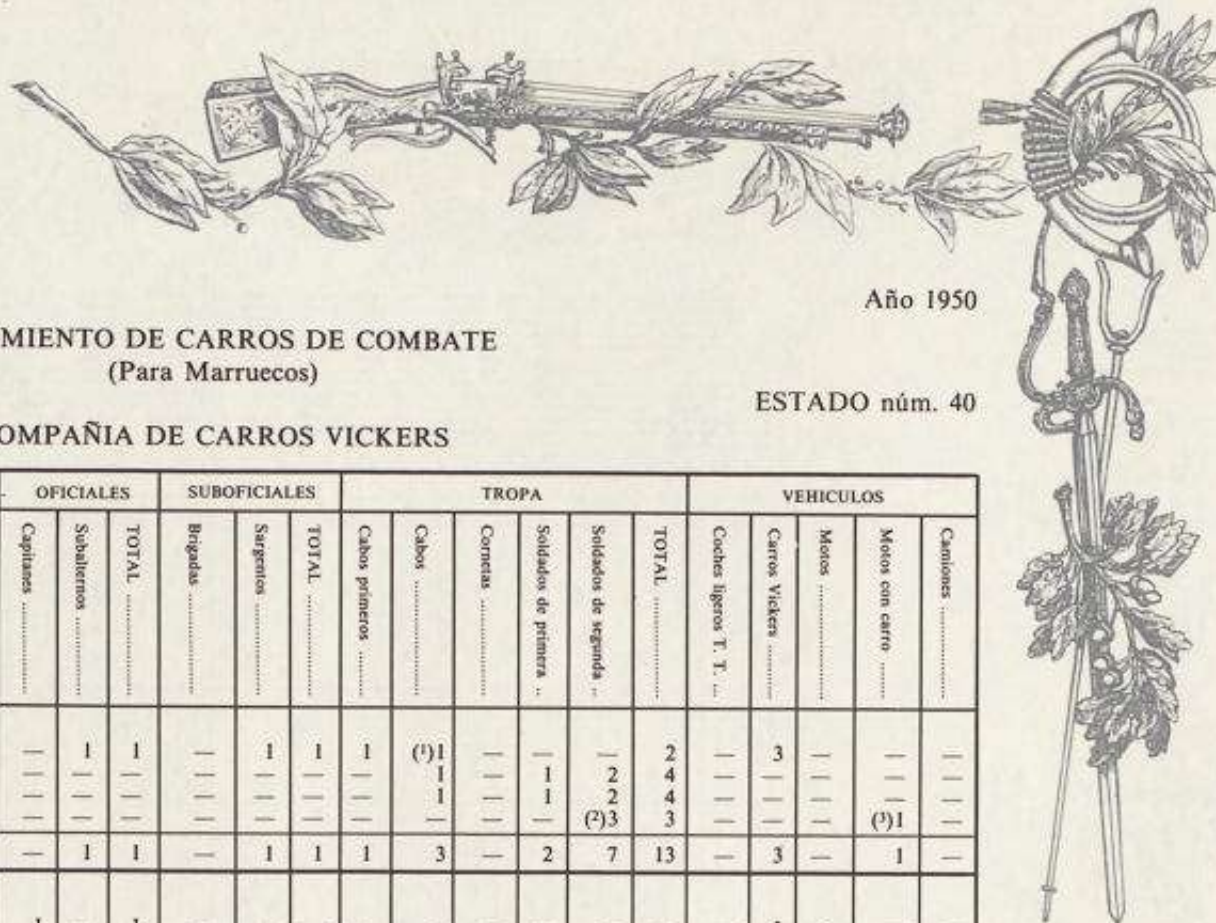 Año 1950
MIENTO DE CARROS DE COMBATE
(Para Marruecos)
ESTADO núm. 40
OMPAÑIA DE CARROS VICKERS
OFICIALES SUBOFICIALES TROPA VEHICULOS
Capitanes .............. Subalternos .............. TOTAL .............. Brigadas .............. Sargentos .............. TOTAL .............. Cabos primeros ......... Cabos .............. Cornetas .............. Soldados de primera .. Soldados de segunda .. TOTAL .............. Coches ligeros T. T. ... Carros Vickers ......... Motos .............. Motos con carro ....... Camiones ..............
— 1 1 — 1 1 1 (¹)1 — — — 2 — 3 — — —
— — — — — — — 1 — 1 2 4 — — — — —
— — — — — — — 1 — 1 2 4 — — — — —
— — — — — — — — — — (²)3 3 — — — (³)1 —
— 1 1 — 1 1 1 3 — 2 7 13 — 3 — 1 —